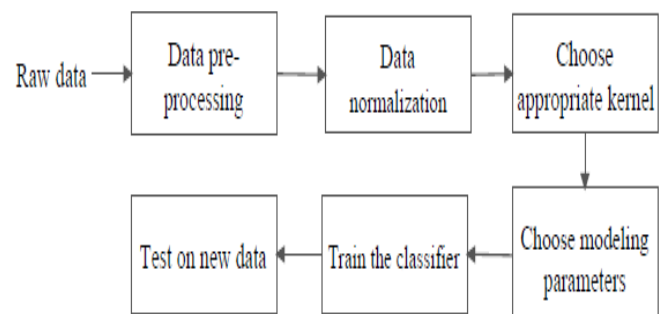 Raw data
Data pre-
processing
Data
normalization
Choose
appropriate kernel
Choose modeling
parameters
Train the classifier
Test on new data